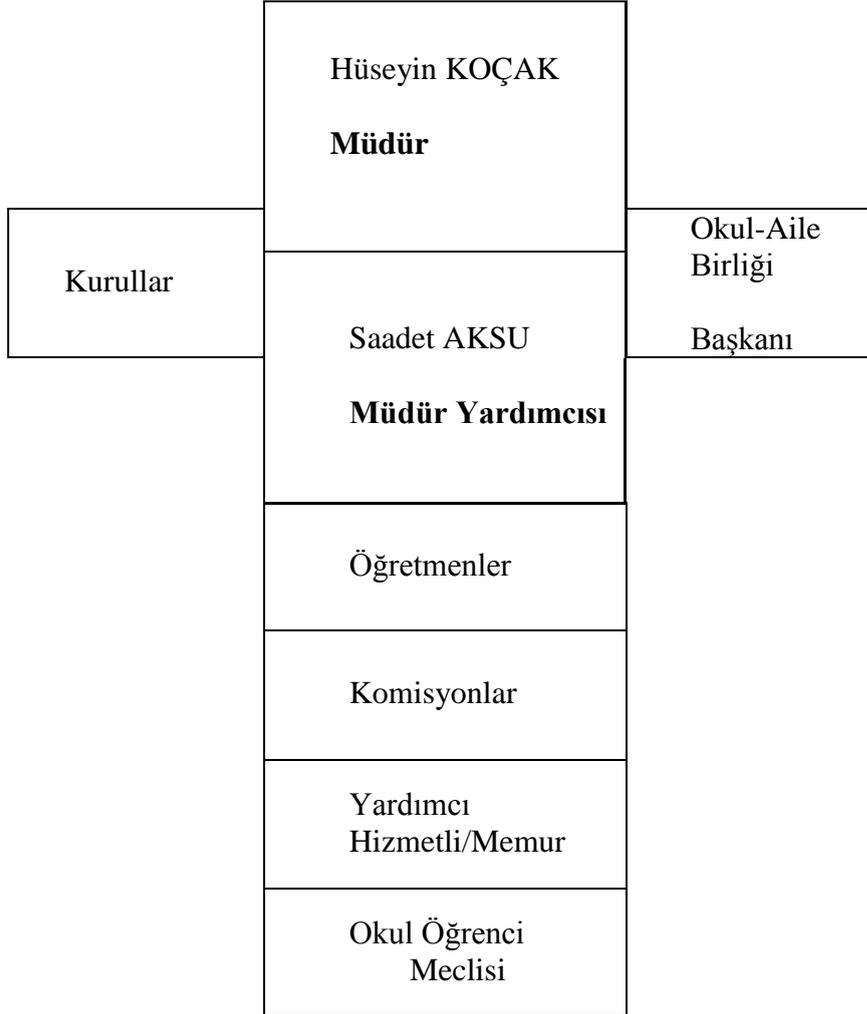 Hüseyin KOÇAK
Müdür
Kurullar
Okul-Aile
Birliği
Başkanı
Saadet AKSU
Müdür Yardımcısı
Öğretmenler
Komisyonlar
Yardımcı
Hizmetli/Memur
Okul Öğrenci
Meclisi